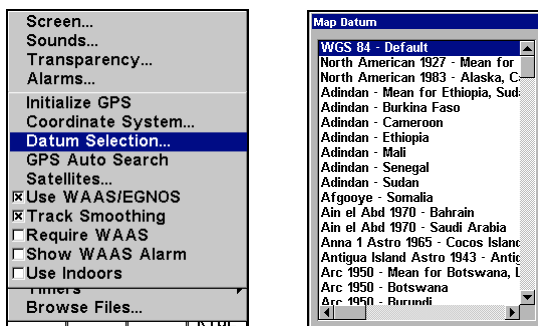 Screen...
Sounds...
Transparency...
Alarms...
Initialize GPS
Coordinate System...
Datum Selection...
GPS Auto Search
Satellites...
Use WAAS/EGNOS
Track Smoothing
Require WAAS
Show WAAS Alarm
Use Indoors
Timers
Browse Files...
Map Datum
WGS 84 - Default
North American 1927 - Mean for
North American 1983 - Alaska, C
Adindan - Mean for Ethiopia, Sud
Adindan - Burkina Faso
Adindan - Cameroon
Adindan - Ethiopia
Adindan - Mali
Adindan - Senegal
Adindan - Sudan
Afgooye - Somalia
Ain el Abd 1970 - Bahrain
Ain el Abd 1970 - Saudi Arabia
Anna 1 Astro 1965 - Cocos Islan
Antigua Island Astro 1943 - Antig
Arc 1950 - Mean for Botswana, L
Arc 1950 - Botswana
Arc 1950 - Burundi